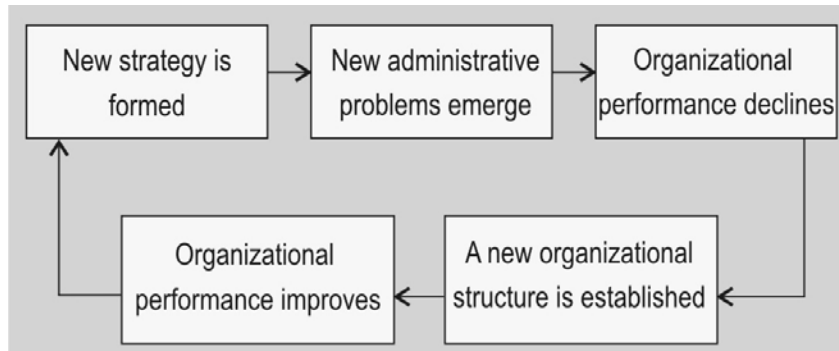 New strategy is
formed
New administrative
problems emerge
Organizational
performance declines
Organizational
performance improves
A new organizational
structure is established